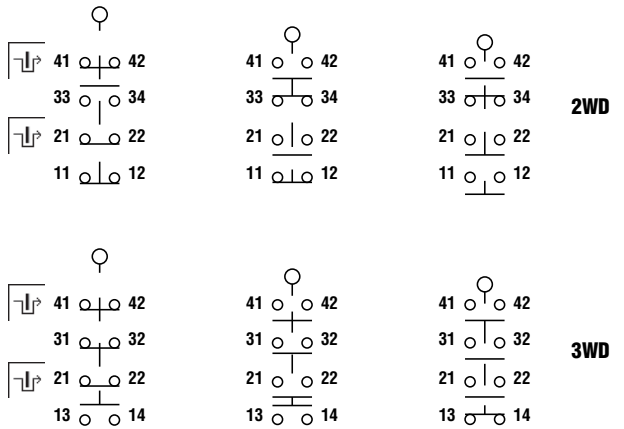 41 42 41 42 41 42
33 34 33 34 33 34
2WD
21 22 21 22 21 22
11 12 11 12 11 12
41 42 41 42 41 42
31 32 31 32 31 32
3WD
21 22 21 22 21 22
13 14 13 14 13 14